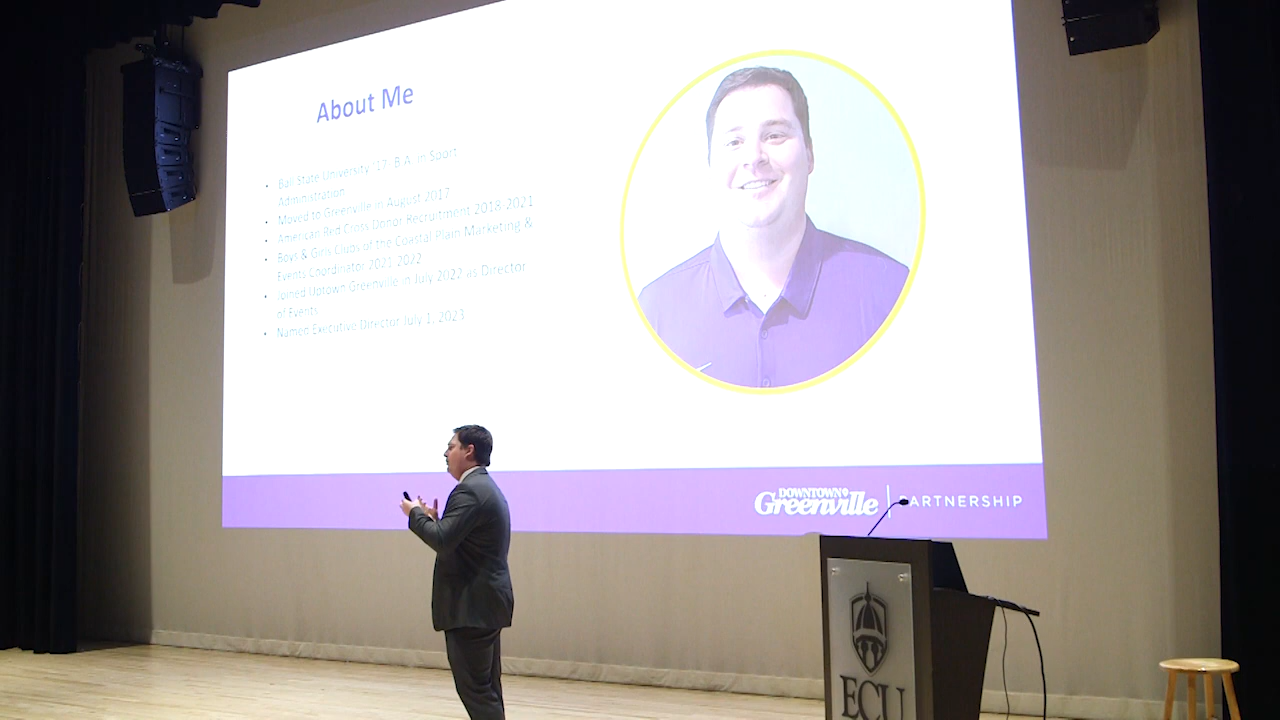 About Me
• Ball State University '17: B.A. in Sport
Administration
• Moved to Greenville in August 2017
• American Red Cross Donor Recruitment 2018-2021
• Boys & Girls Clubs of the Coastal Plain Marketing &
Events Coordinator 2021-2022
• Joined Uptown Greenville in July 2022 as Director
of Events
• Named Executive Director July 1, 2023
DOWNTOWN
Greenville
PARTNERSHIP
ECU